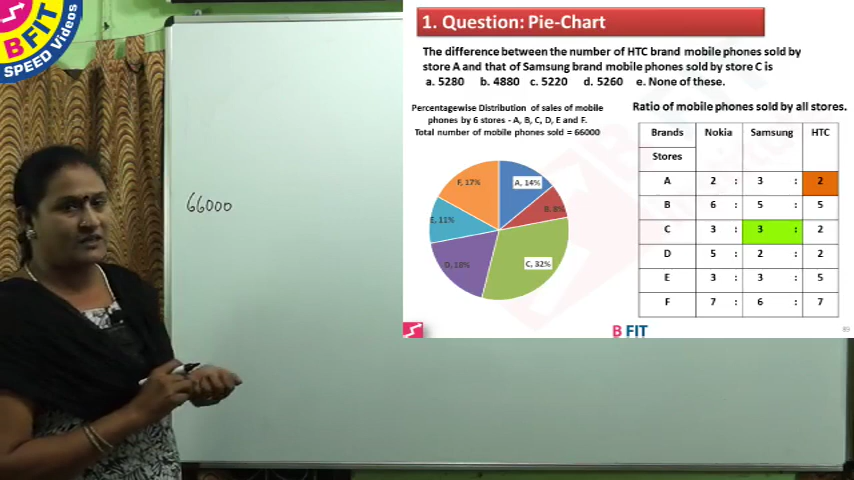 BFIT
SPEED Videos
66000
1. Question: Pie-Chart
The difference between the number of HTC brand mobile phones sold by
store A and that of Samsung brand mobile phones sold by store C is
a. 5280 b. 4880 c. 5220 d. 5260 e. None of these.
Percentagewise Distribution of sales of mobile
phones by 6 stores - A, B, C, D, E and F.
Total number of mobile phones sold = 66000
F, 17%
A, 14%
B, 8%
E, 11%
D, 18%
C, 32%
Ratio of mobile phones sold by all stores.
Brands Nokia Samsung HTC
Stores
A 2 : 3 : 2
B 6 : 5 : 5
C 3 : 3 : 2
D 5 : 2 : 2
E 3 : 3 : 5
F 7 : 6 : 7
B FIT